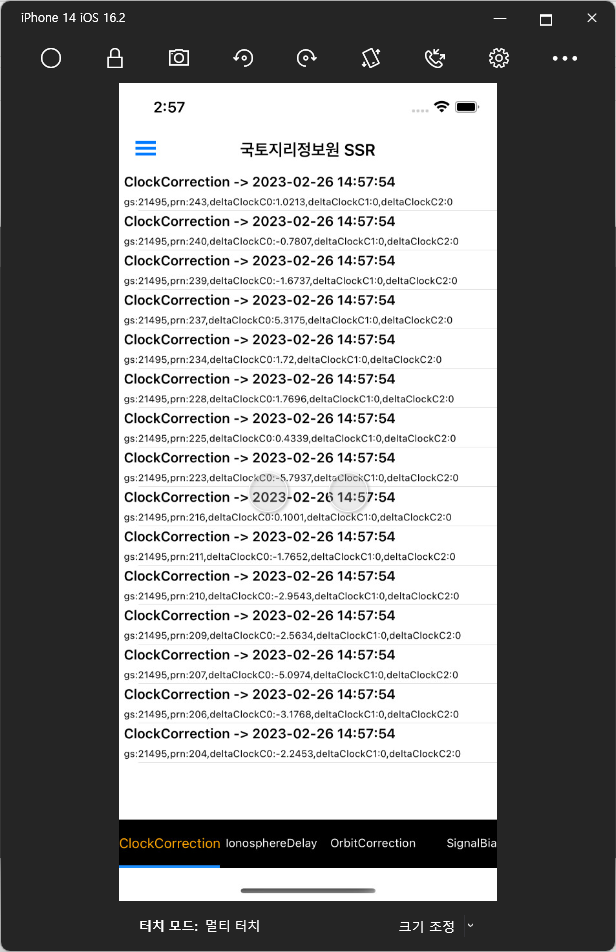 iPhone 14 iOS 16.2
2:57
국토지리정보원 SSR
ClockCorrection -> 2023-02-26 14:57:54
gs:21495,prn:243,deltaClockC0:1.0213,deltaClockC1:0,deltaClockC2:0
ClockCorrection -> 2023-02-26 14:57:54
gs:21495,prn:240,deltaClockC0:-0.7807,deltaClockC1:0,deltaClockC2:0
ClockCorrection -> 2023-02-26 14:57:54
gs:21495,prn:239,deltaClockC0:-1.6737,deltaClockC1:0,deltaClockC2:0
ClockCorrection -> 2023-02-26 14:57:54
gs:21495,prn:237,deltaClockC0:5.3175,deltaClockC1:0,deltaClockC2:0
ClockCorrection -> 2023-02-26 14:57:54
gs:21495,prn:234,deltaClockC0:1.72,deltaClockC1:0,deltaClockC2:0
ClockCorrection -> 2023-02-26 14:57:54
gs:21495,prn:228,deltaClockC0:1.7696,deltaClockC1:0,deltaClockC2:0
ClockCorrection -> 2023-02-26 14:57:54
gs:21495,prn:225,deltaClockC0:0.4339,deltaClockC1:0,deltaClockC2:0
ClockCorrection -> 2023-02-26 14:57:54
gs:21495,prn:223,deltaClockC0:-5.7937,deltaClockC1:0,deltaClockC2:0
ClockCorrection -> 2023-02-26 14:57:54
gs:21495,prn:216,deltaClockC0:0.1001,deltaClockC1:0,deltaClockC2:0
ClockCorrection -> 2023-02-26 14:57:54
gs:21495,prn:211,deltaClockC0:-1.7652,deltaClockC1:0,deltaClockC2:0
ClockCorrection -> 2023-02-26 14:57:54
gs:21495,prn:210,deltaClockC0:-2.9543,deltaClockC1:0,deltaClockC2:0
ClockCorrection -> 2023-02-26 14:57:54
gs:21495,prn:209,deltaClockC0:-2.5634,deltaClockC1:0,deltaClockC2:0
ClockCorrection -> 2023-02-26 14:57:54
gs:21495,prn:207,deltaClockC0:-5.0974,deltaClockC1:0,deltaClockC2:0
ClockCorrection -> 2023-02-26 14:57:54
gs:21495,prn:206,deltaClockC0:-3.1768,deltaClockC1:0,deltaClockC2:0
ClockCorrection -> 2023-02-26 14:57:54
gs:21495,prn:204,deltaClockC0:-2.2453,deltaClockC1:0,deltaClockC2:0
ClockCorrection IonosphereDelay OrbitCorrection SignalBia
터치 모드: 멀티 터치 크기 조정